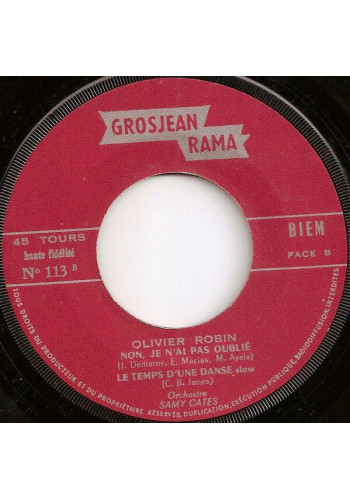 GROSJEAN
RAMA
45 TOURS
haute fidélité
Nº 113 B
BIEM
FACE B
OLIVIER ROBIN
NON, JE N'AI PAS OUBLIÉ
(J. Demarny, E. Macias, M. Ayela)
LE TEMPS D'UNE DANSE slow
(C. B. Jones)
Orchestre
SAMY CATES
TOUS DROITS DU PRODUCTEUR ET DU PROPRIÉTAIRE RÉSERVÉS, DUPLICATION, EXÉCUTION PUBLIQUE, RADIODIFFUSION, INTERDITES.